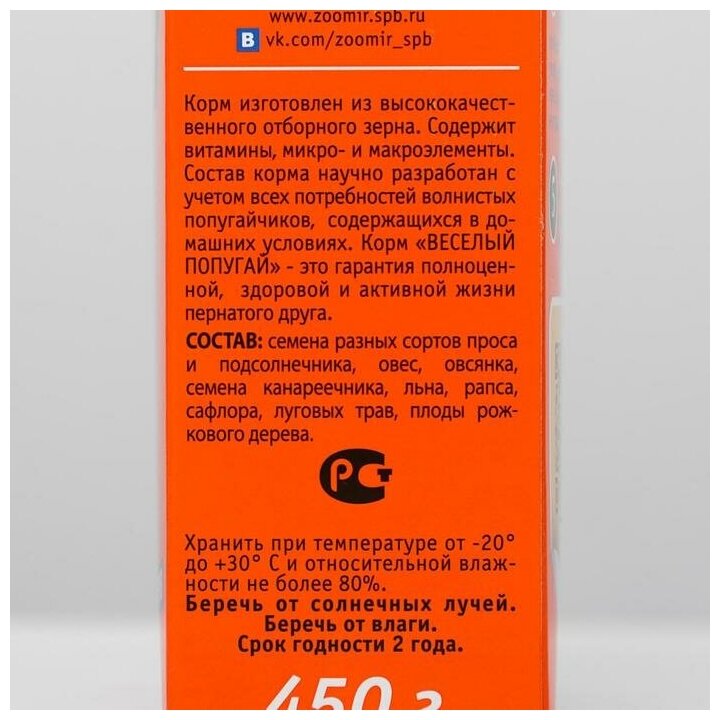 www.zoomir.spb.ru
B vk.com/zoomir_spb
Корм изготовлен из высококачест-
венного отборного зерна. Содержит
витамины, микро- и макроэлементы.
Состав корма научно разработан с
учетом всех потребностей волнистых
попугайчиков, содержащихся в до-
машних условиях. Корм «ВЕСЕЛЫЙ
ПОПУГАЙ» - это гарантия полноцен-
ной, здоровой и активной жизни
пернатого друга.
СОСТАВ: семена разных сортов проса
и подсолнечника, овес, овсянка,
семена канареечника, льна, рапса,
сафлора, луговых трав, плоды рож-
кового дерева.
РСТ
Хранить при температуре от -20°
до +30° С и относительной влаж-
ности не более 80%.
Беречь от солнечных лучей.
Беречь от влаги.
Срок годности 2 года.
450 г